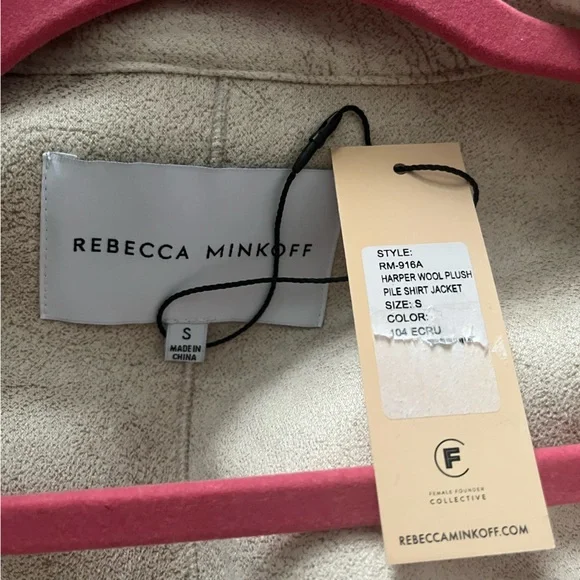 REBECCA MINKOFF
S
MADE IN
CHINA
STYLE:
RM-916A
HARPER WOOL PLUSH
PILE SHIRT JACKET
SIZE: S
COLOR:
104 ECRU
F
FEMALE FOUNDER
COLLECTIVE
REBECCAMINKOFF.COM